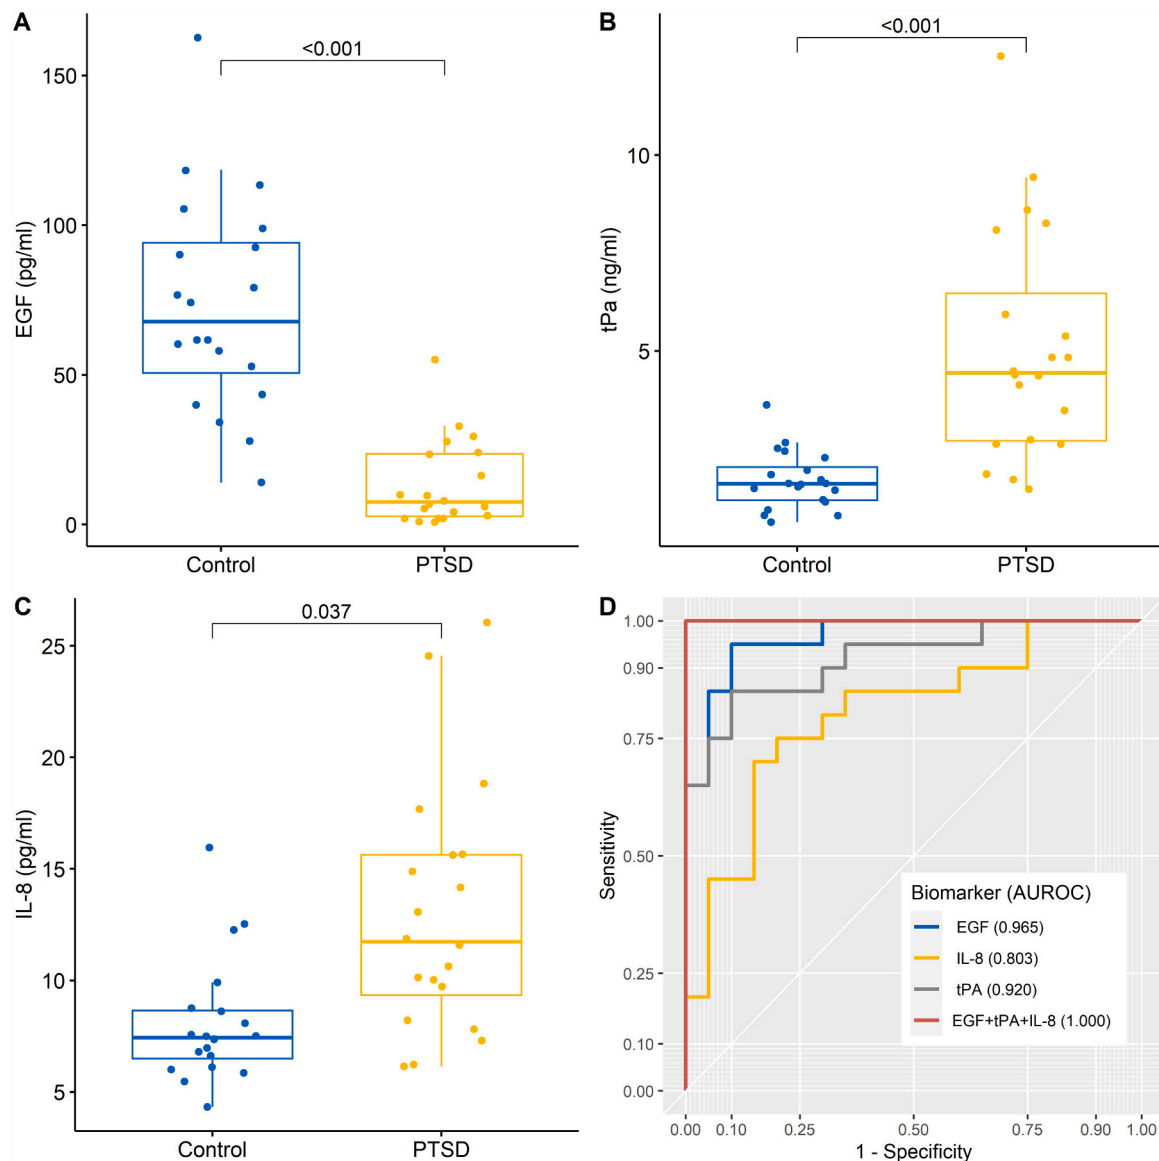 A
<0.001
150
100
50
0
EGF (pg/ml)
Control PTSD
B
<0.001
10
5
tPa (ng/ml)
Control PTSD
C
0.037
25
20
15
10
5
IL-8 (pg/ml)
Control PTSD
D
1.00
0.90
0.75
0.50
0.25
0.10
0.00
Sensitivity
Biomarker (AUROC)
EGF (0.965)
IL-8 (0.803)
tPA (0.920)
EGF+tPA+IL-8 (1.000)
0.00 0.10 0.25 0.50 0.75 0.90 1.00
1 - Specificity